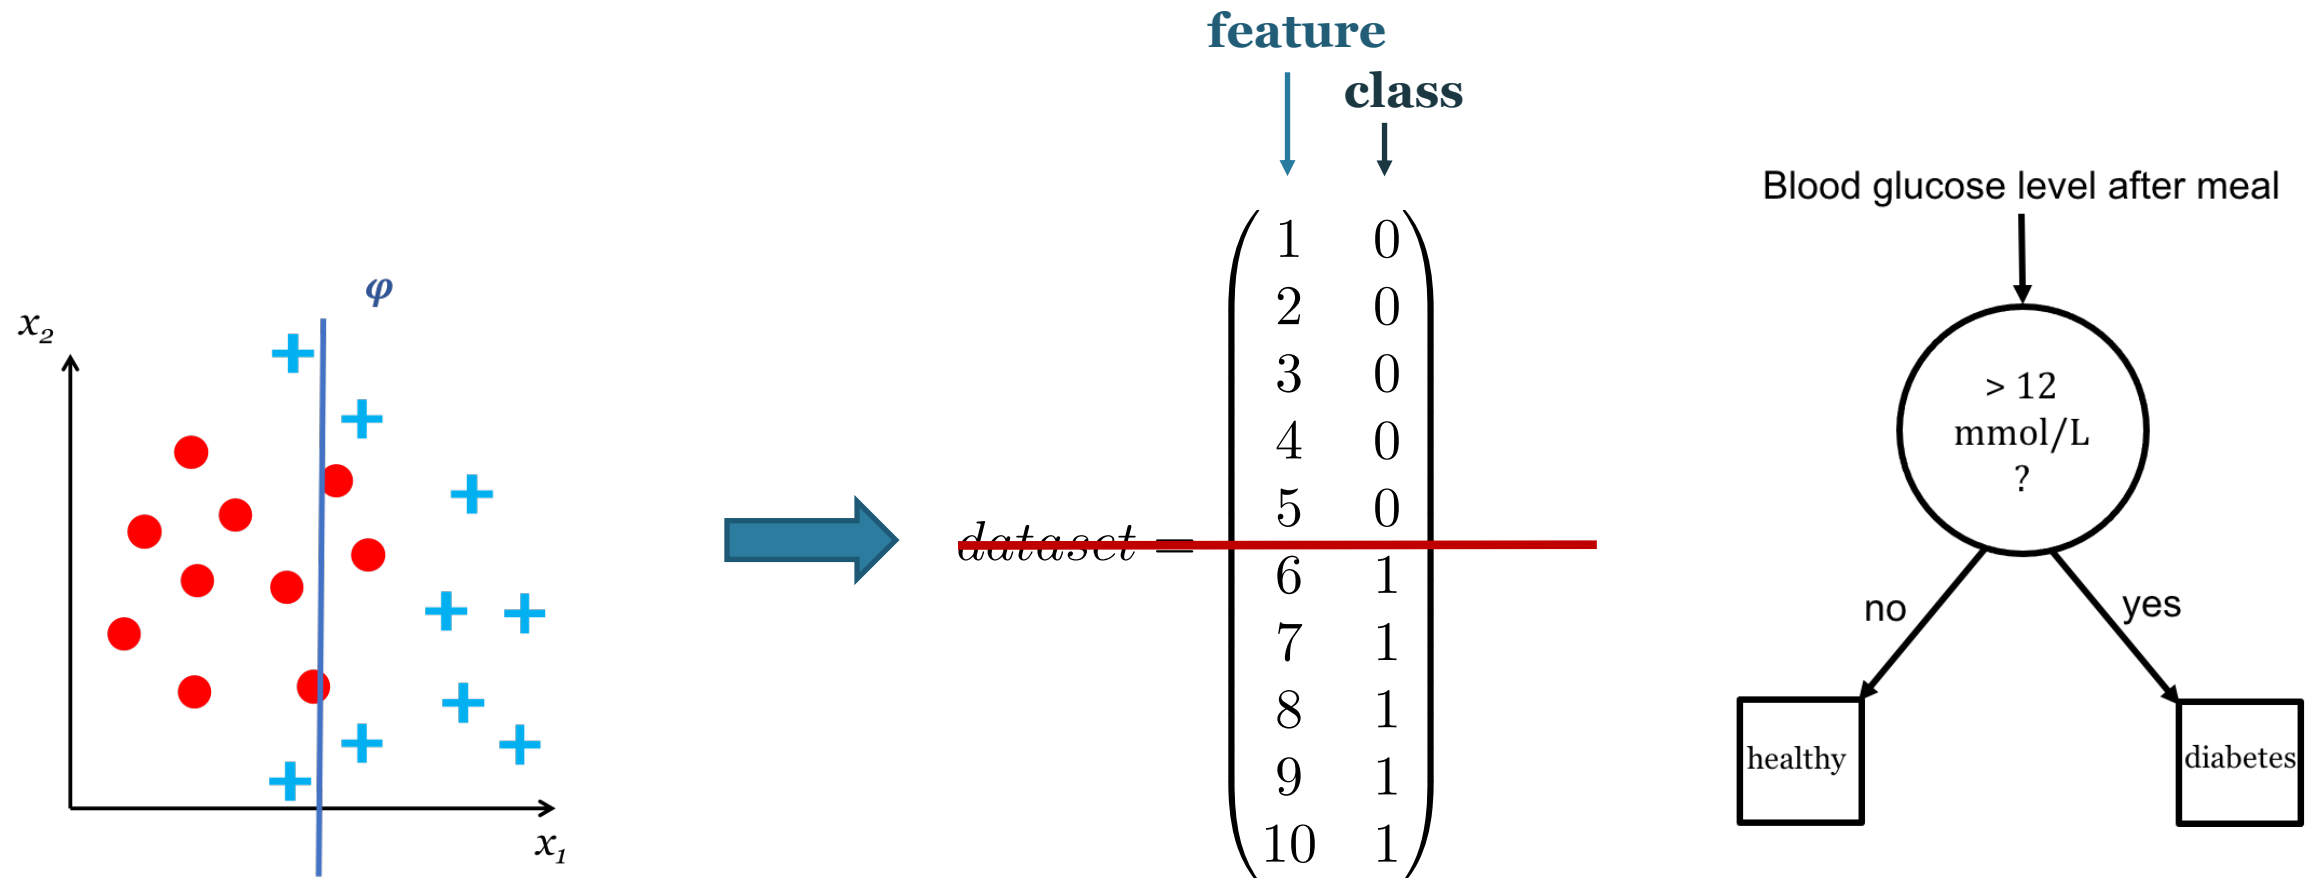 φ
x₂
x₁
feature
class
dataset =
1 0
2 0
3 0
4 0
5 0
6 1
7 1
8 1
9 1
10 1
Blood glucose level after meal
> 12
mmol/L
?
no
yes
healthy
diabetes